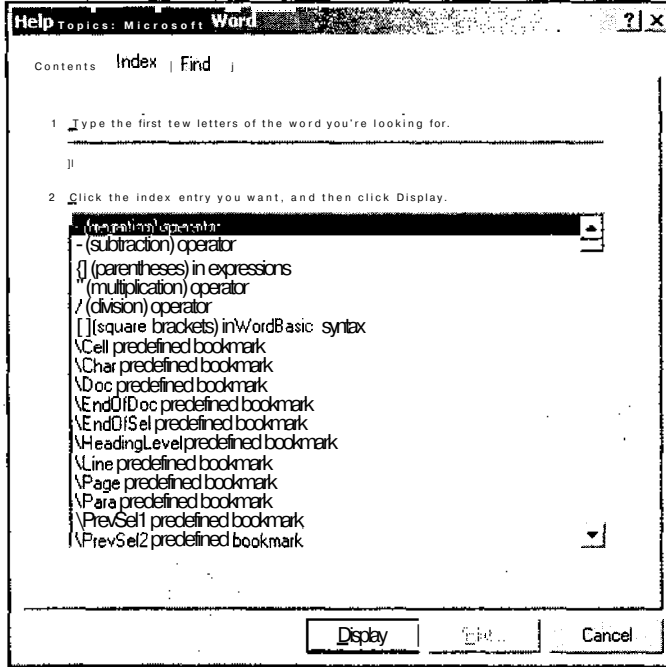 Help Topics: Microsoft Word
Contents Index | Find
1 Type the first tew letters of the word you're looking for.
2 Click the index entry you want, and then click Display.
- (negation) operator
- (subtraction) operator
{] (parentheses) in expressions
" (multiplication) operator
/ (division) operator
[ ] (square brackets) in WordBasic syntax
\Cell predefined bookmark
\Char predefined bookmark
\Doc predefined bookmark
\EndOfDoc predefined bookmark
\EndOfSel predefined bookmark
\HeadingLevel predefined bookmark
\Line predefined bookmark
\Page predefined bookmark
\Para predefined bookmark
\PrevSel1 predefined bookmark
\PrevSel2 predefined bookmark
Display Cancel